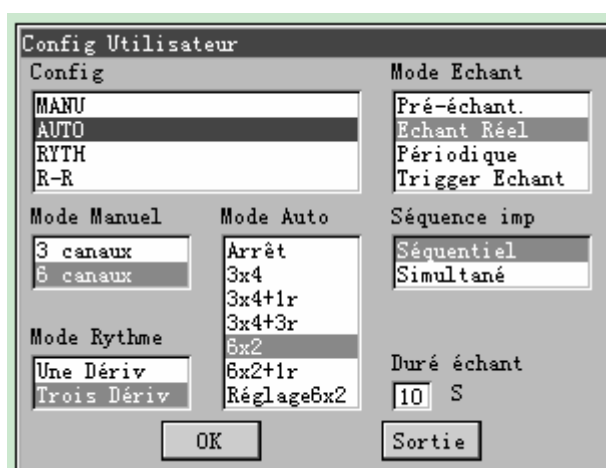 Config Utilisateur
Config
MANU
AUTO
RYTH
R-R
Mode Echant
Pré-échant.
Echant Réel
Périodique
Trigger Echant
Mode Manuel
3 canaux
6 canaux
Mode Auto
Arrêt
3x4
3x4+1r
3x4+3r
6x2
6x2+1r
Réglage6x2
Séquence imp
Séquentiel
Simultané
Mode Rythme
Une Dériv
Trois Dériv
Duré échant
10 S
OK
Sortie